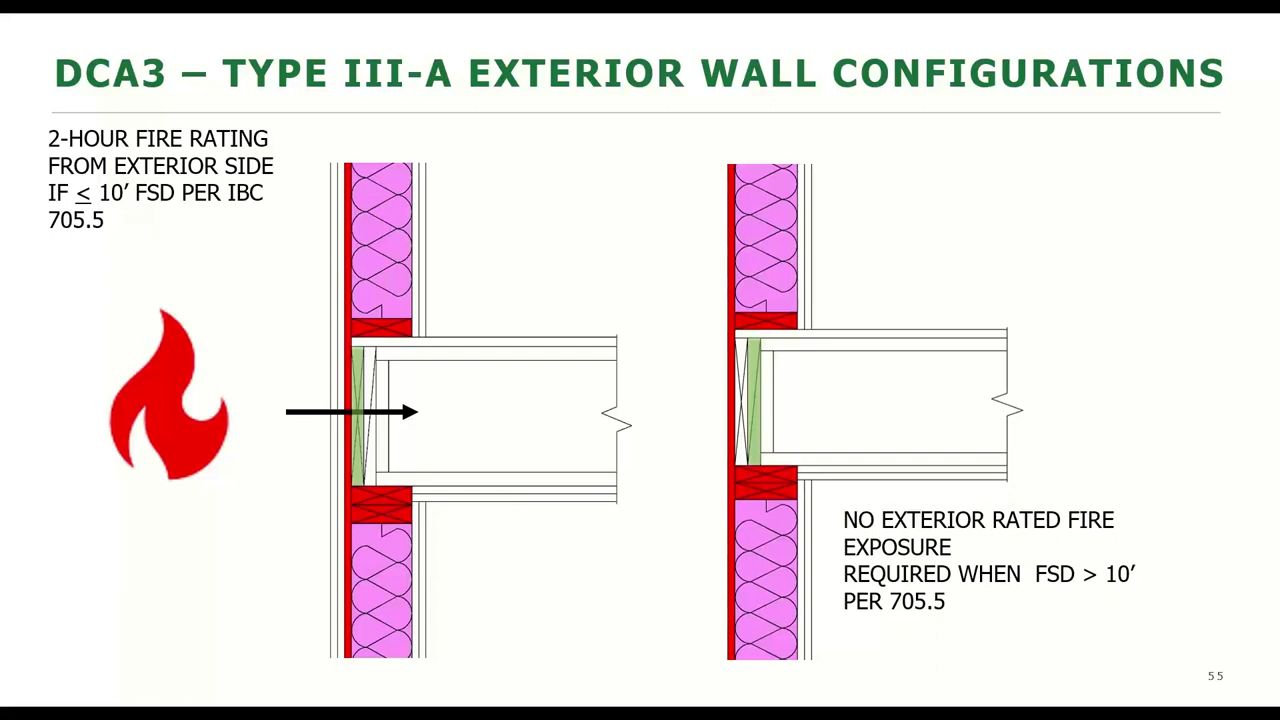 DCA3 – TYPE III-A EXTERIOR WALL CONFIGURATIONS
2-HOUR FIRE RATING
FROM EXTERIOR SIDE
IF < 10’ FSD PER IBC
705.5
NO EXTERIOR RATED FIRE
EXPOSURE
REQUIRED WHEN FSD > 10’
PER 705.5
55